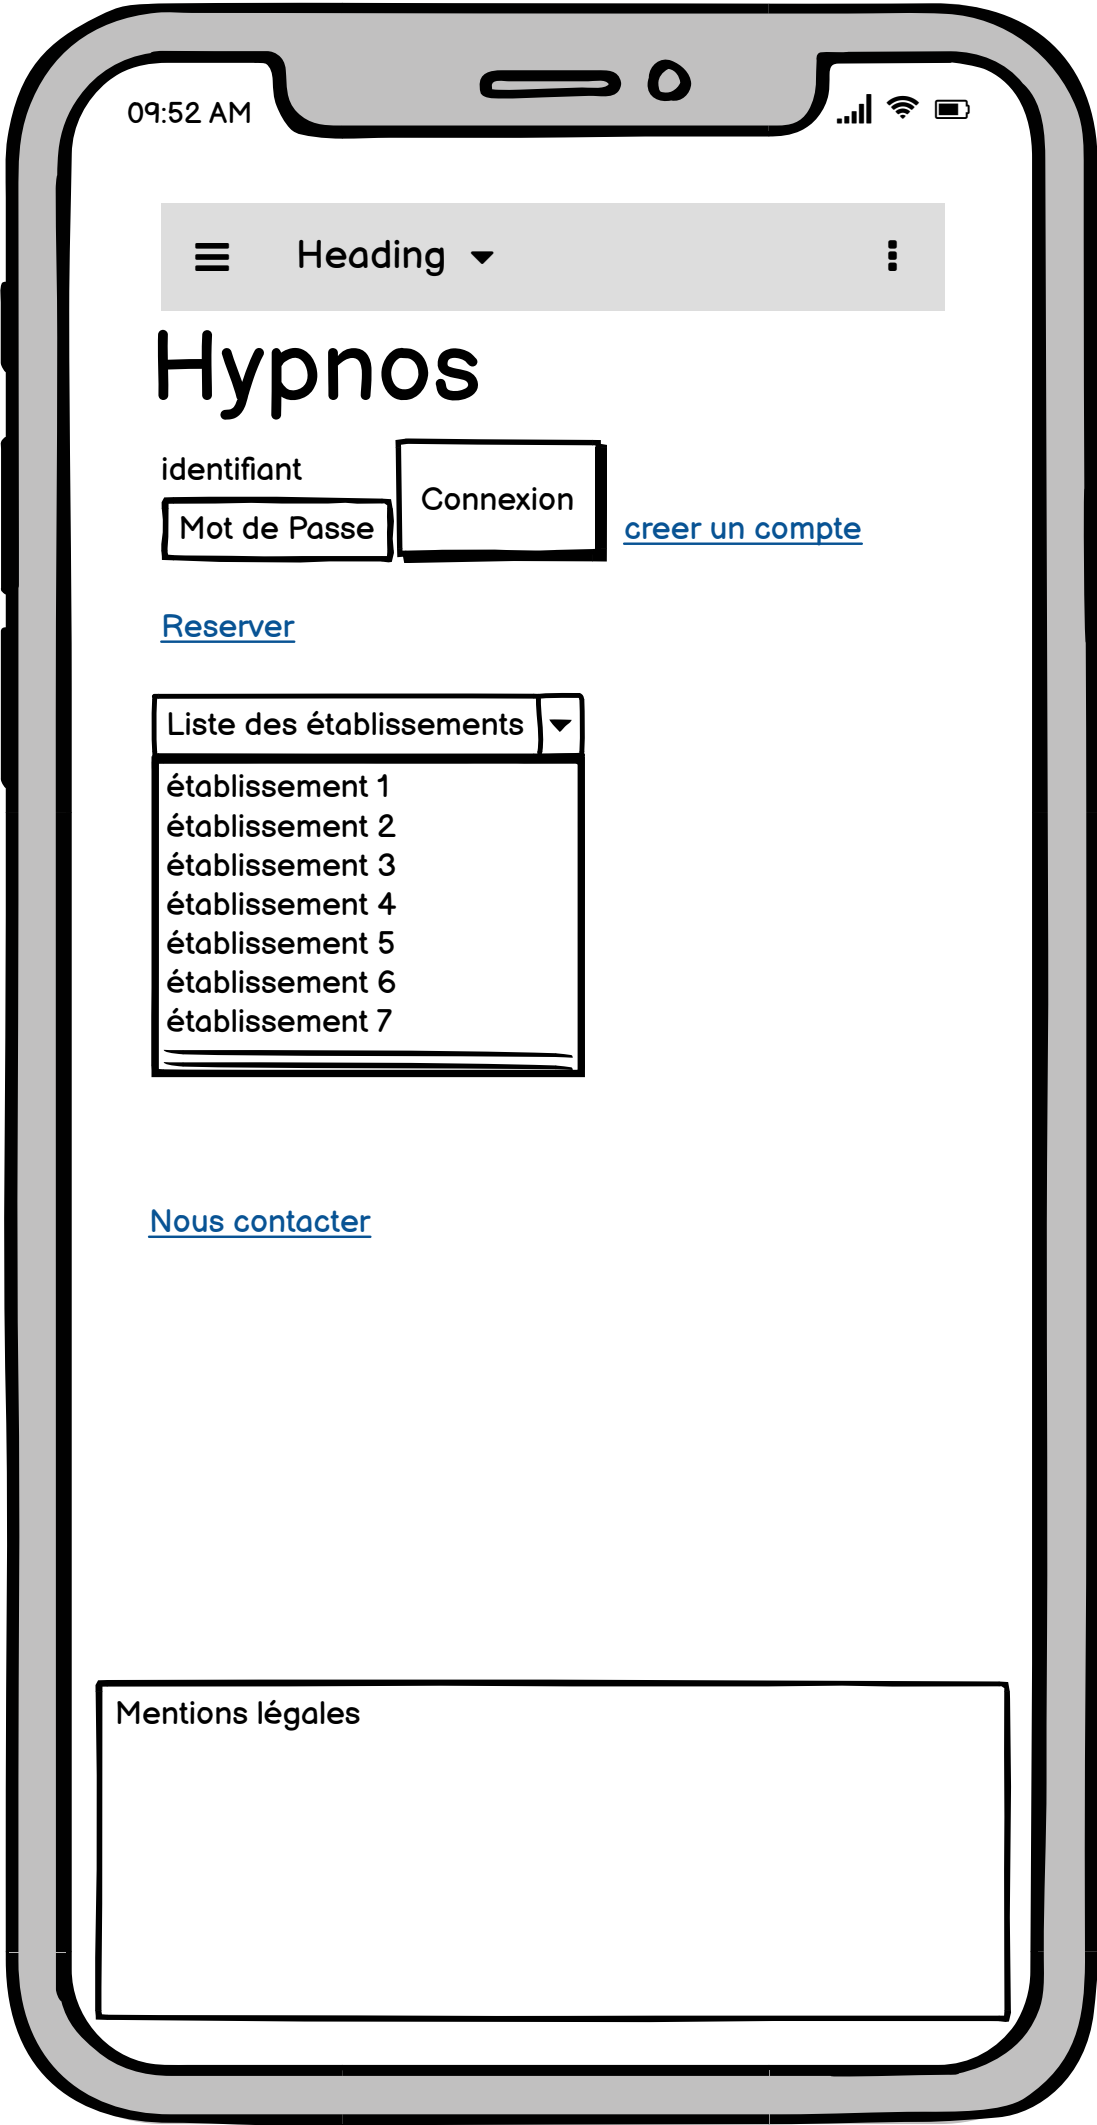 09:52 AM
Heading
Hypnos
identifiant
Mot de Passe
Connexion
creer un compte
Reserver
Liste des établissements
établissement 1
établissement 2
établissement 3
établissement 4
établissement 5
établissement 6
établissement 7
Nous contacter
Mentions légales